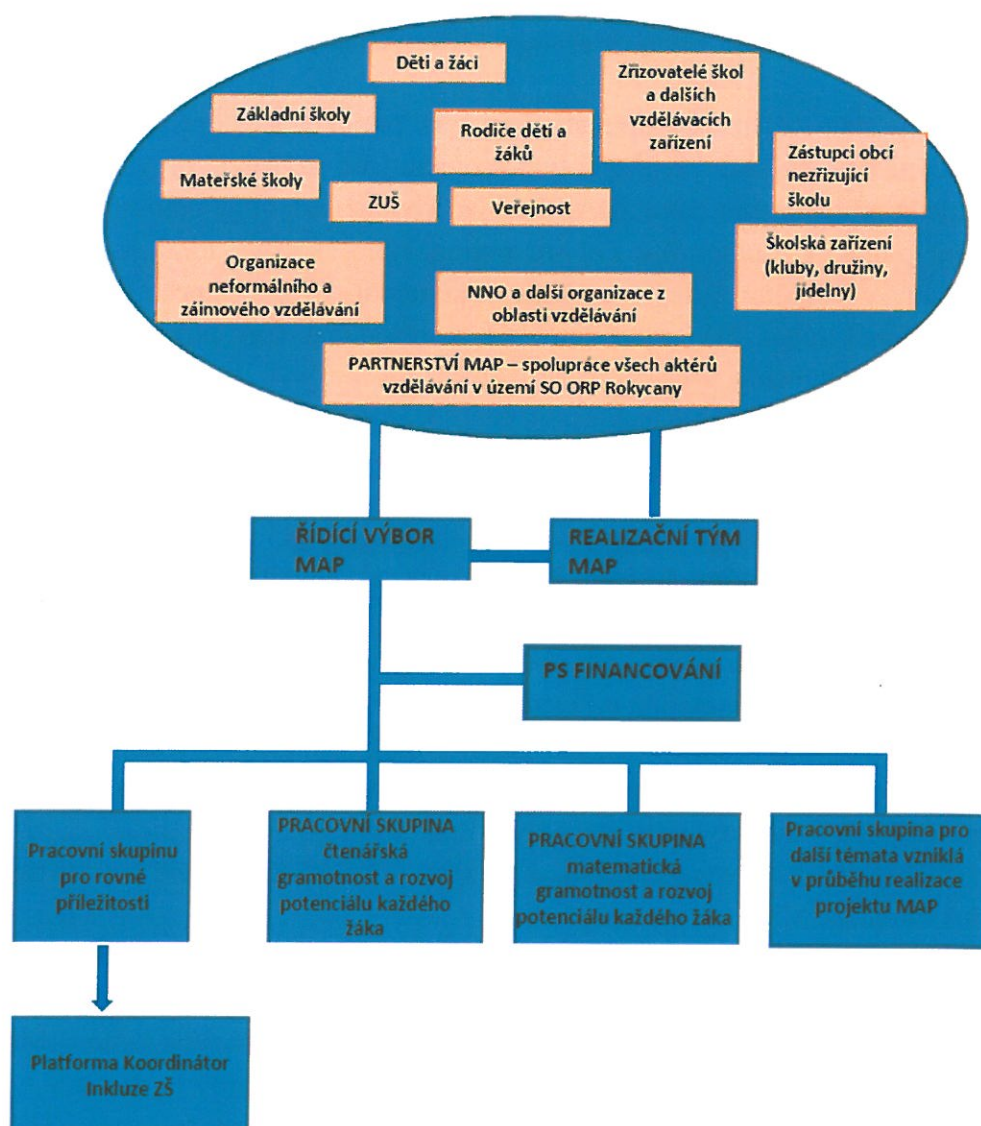 Děti a žáci
Zřizovatelé škol
a dalších
vzdělávacích
zařízení
Základní školy
Rodiče dětí a
žáků
Zástupci obcí
nezřizující
školu
Mateřské školy
ZUŠ
Veřejnost
Školská zařízení
(kluby, družiny,
jídelny)
Organizace
neformálního a
záimového vzdělávání
NNO a další organizace z
oblasti vzdělávání
PARTNERSTVÍ MAP – spolupráce všech aktérů
vzdělávání v území SO ORP Rokycany
ŘÍDÍCÍ VÝBOR
MAP
REALIZAČNÍ TÝM
MAP
PS FINANCOVÁNÍ
Pracovní skupinu
pro rovné
příležitosti
PRACOVNÍ SKUPINA
čtenářská
gramotnost a rozvoj
potenciálu každého
žáka
PRACOVNÍ SKUPINA
matematická
gramotnost a rozvoj
potenciálu každého žáka
Pracovní skupina pro
další témata vzniklá
v průběhu realizace
projektu MAP
Platforma Koordinátor
Inkluze ZŠ